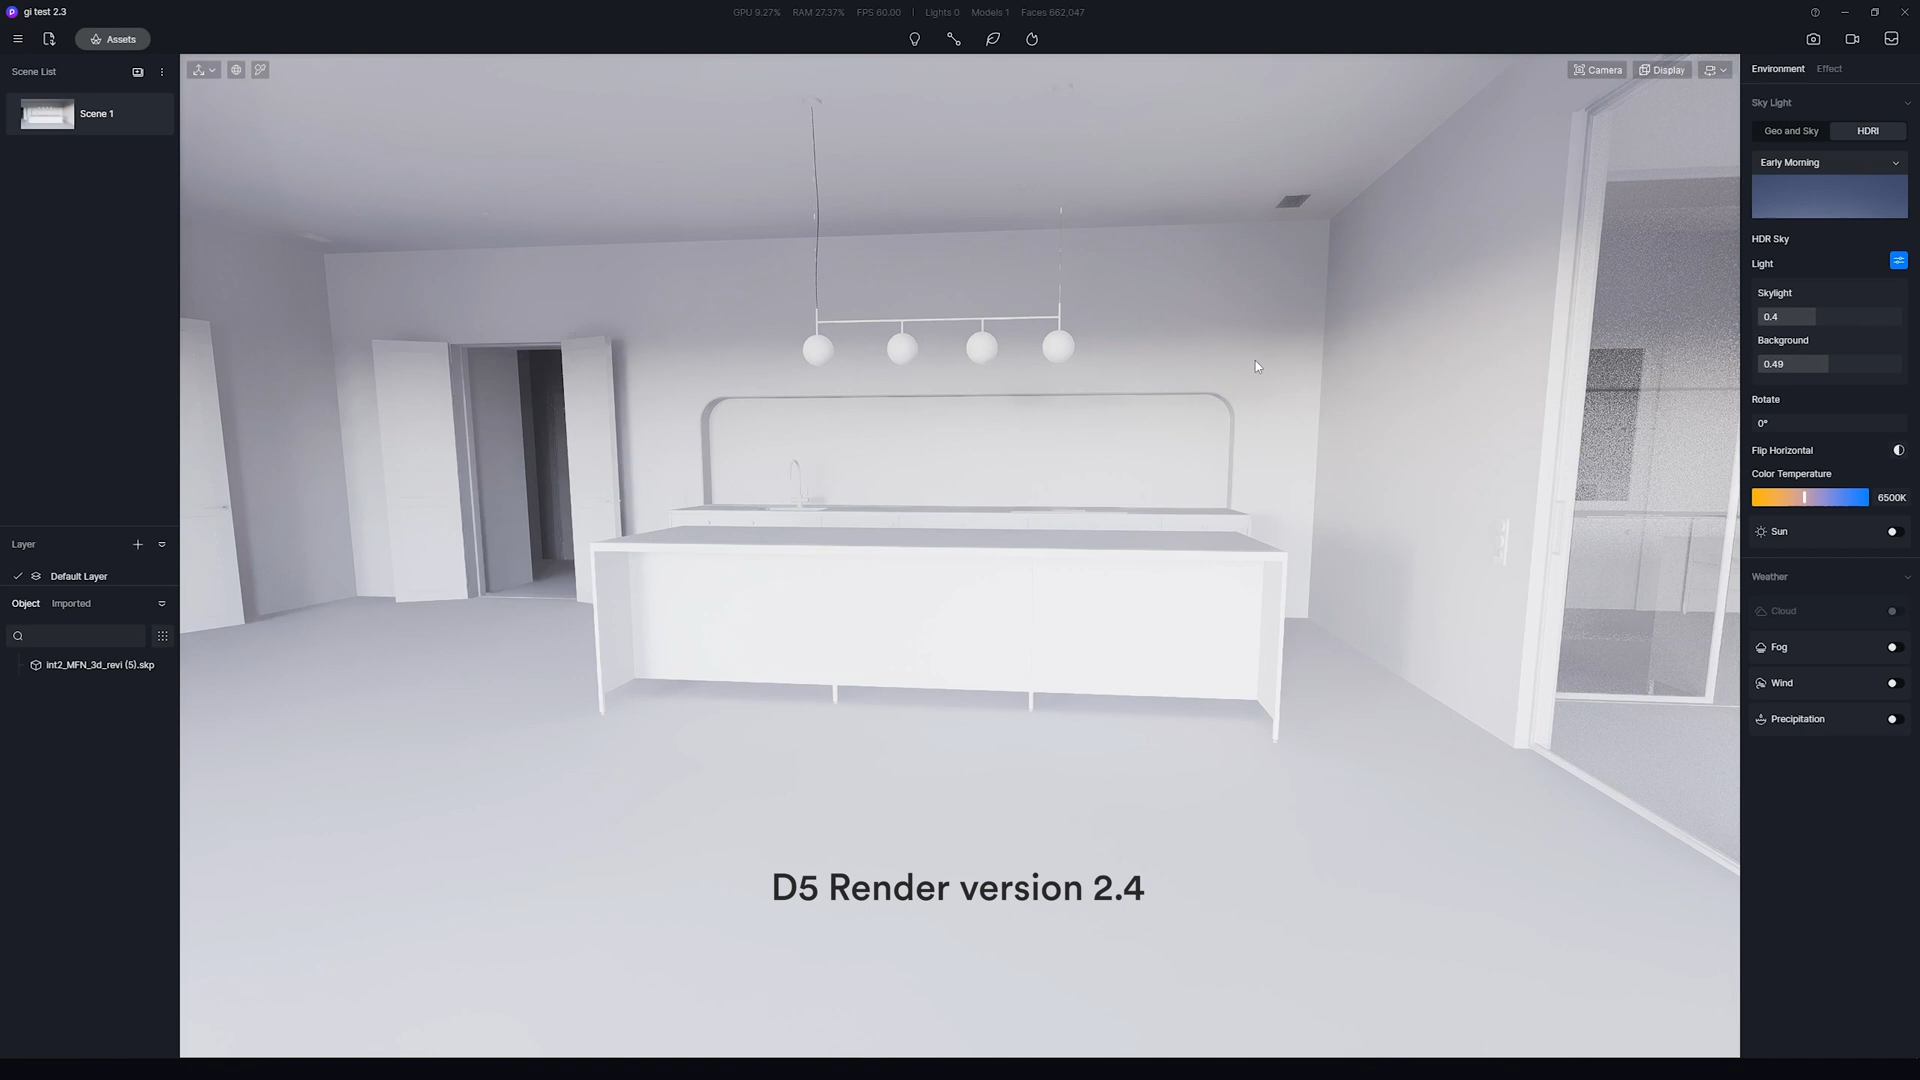 gi test 2.3
GPU 9.27% RAM 27.37% FPS 60.00 | Lights 0 Models 1 Faces 662,047
Assets
Scene List
Scene 1
Camera Display
Environment Effect
Sky Light
Geo and Sky HDRI
Early Morning
HDR Sky
Light
Skylight
0.4
Background
0.49
Rotate
0°
Flip Horizontal
Color Temperature
6500K
Sun
Weather
Cloud
Fog
Wind
Precipitation
Layer
Default Layer
Object Imported
int2_MFN_3d_revi (5).skp
D5 Render version 2.4